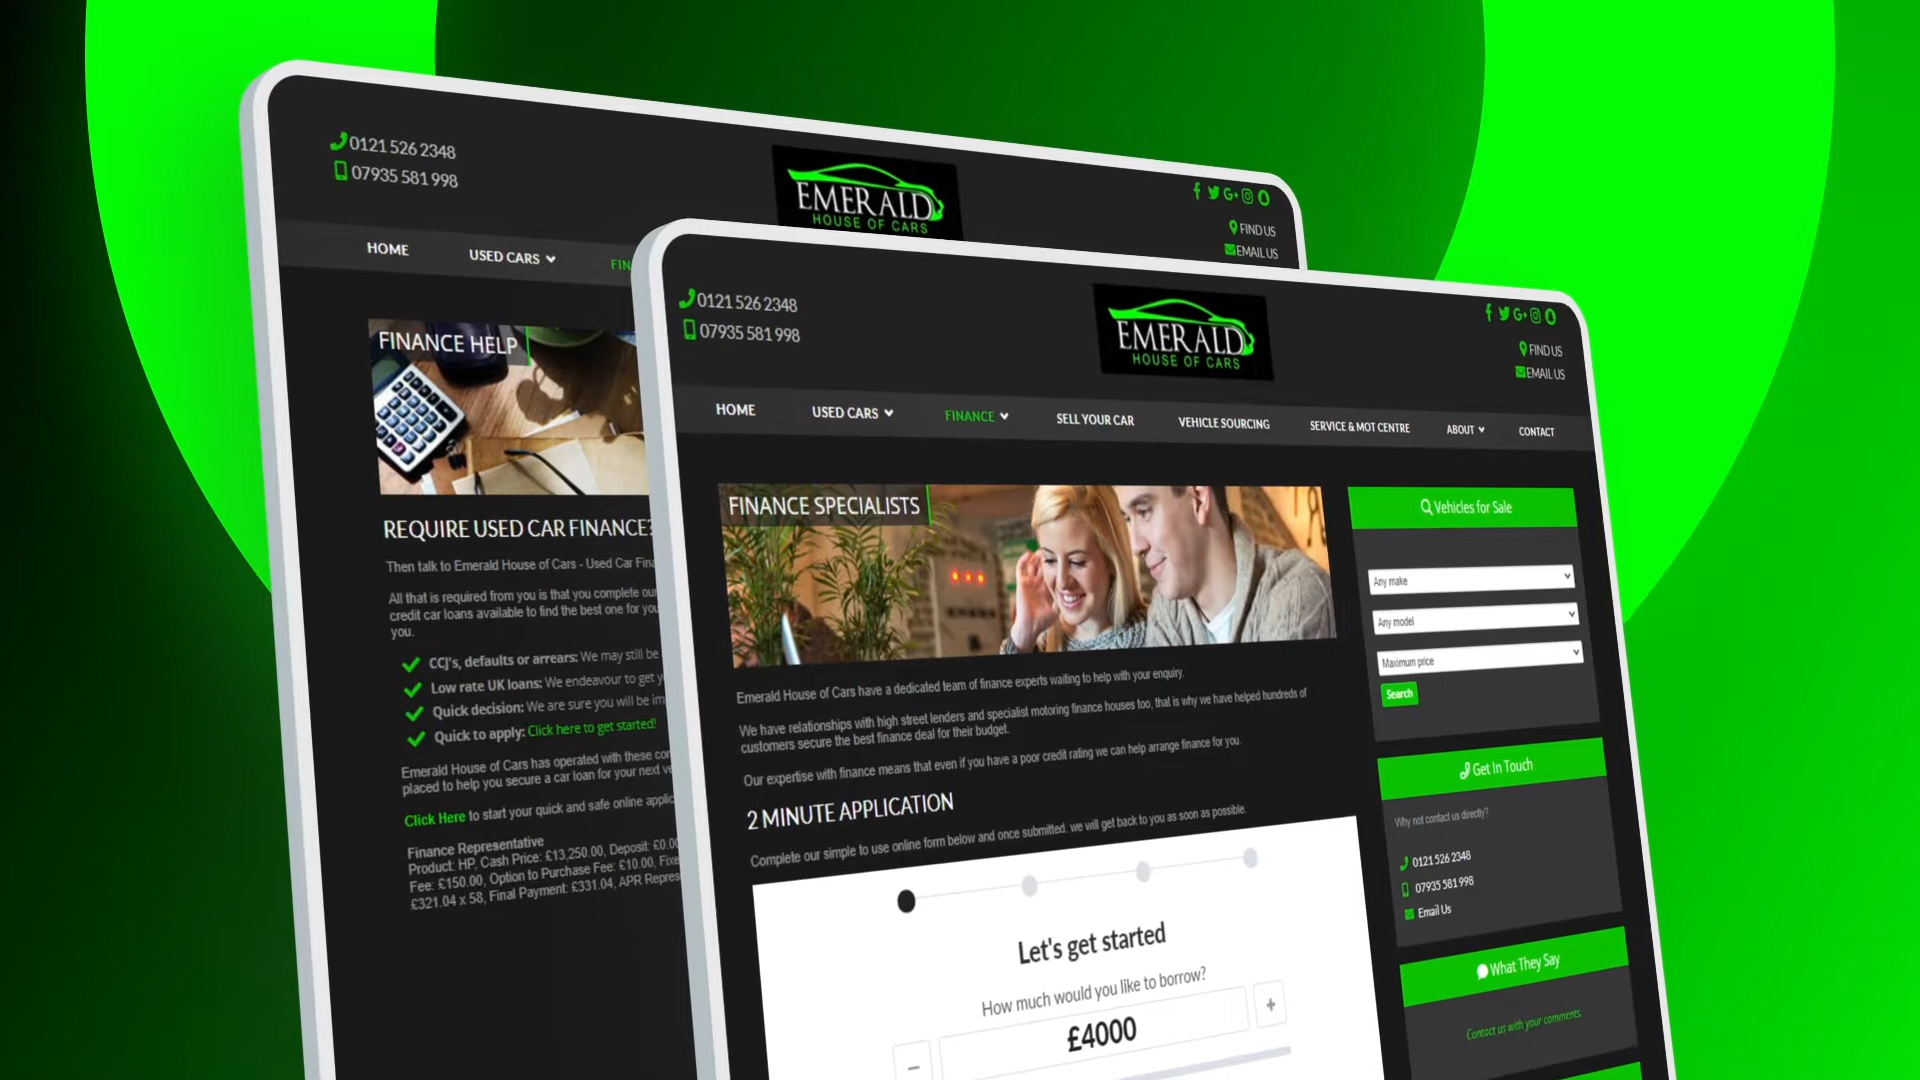 0121 526 2348
07935 581 998
EMERALD
HOUSE OF CARS
FIND US
EMAIL US
HOME
USED CARS
FIN
FINANCE HELP
REQUIRE USED CAR FINANCE?
Then talk to Emerald House of Cars - Used Car Fina
All that is required from you is that you complete our
credit car loans available to find the best one for you
you.
CCJ's, defaults or arrears: We may still be
Low rate UK loans: We endeavour to get y
Quick decision: We are sure you will be im
Quick to apply: Click here to get started!
Emerald House of Cars has operated with these con
placed to help you secure a car loan for your next ve
Click Here to start your quick and safe online applic
Finance Representative
Product: HP, Cash Price: £13,250.00, Deposit: £0.00
Fee: £150.00, Option to Purchase Fee: £10.00, Fixe
£321.04 x 58, Final Payment: £331.04, APR Repres
0121 526 2348
07935 581 998
EMERALD
HOUSE OF CARS
FIND US
EMAIL US
HOME
USED CARS
FINANCE
SELL YOUR CAR
VEHICLE SOURCING
SERVICE & MOT CENTRE
ABOUT
CONTACT
FINANCE SPECIALISTS
Emerald House of Cars have a dedicated team of finance experts waiting to help with your enquiry.
We have relationships with high street lenders and specialist motoring finance houses too, that is why we have helped hundreds of
customers secure the best finance deal for their budget.
Our expertise with finance means that even if you have a poor credit rating we can help arrange finance for you.
2 MINUTE APPLICATION
Complete our simple to use online form below and once submitted. we will get back to you as soon as possible.
Let's get started
How much would you like to borrow?
− £4000 +
Vehicles for Sale
Any make
Any model
Maximum price
Search
Get In Touch
Why not contact us directly?
0121 526 2348
07935 581 998
Email Us
What They Say
Contact us with your comments.